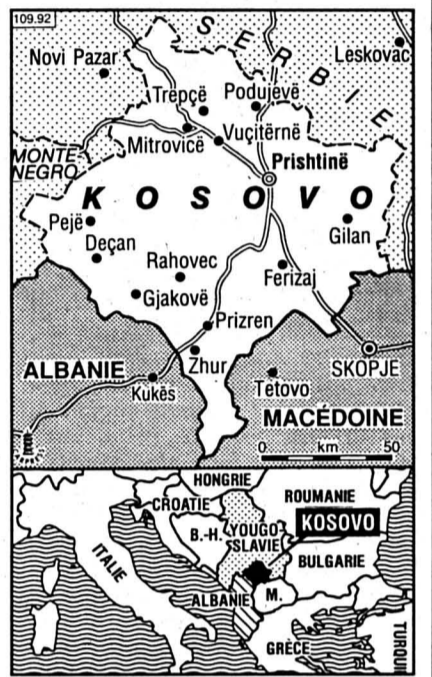 109.92
SERBIE
Novi Pazar
Leskovac
Trepçë
Podujevë
Mitrovicë
Vuçitërnë
MONTE-
NEGRO
Prishtinë
KOSOVO
Pejë
Gilan
Deçan
Rahovec
Ferizaj
Gjakovë
Prizren
ALBANIE
Zhur
SKOPJE
Kukës
Tetovo
MACÉDOINE
0 km 50
HONGRIE
CROATIE
ROUMANIE
B.-H.
YOUGO-
SLAVIE
KOSOVO
ITALIE
BULGARIE
ALBANIE
M.
GRÈCE
TURQUIE